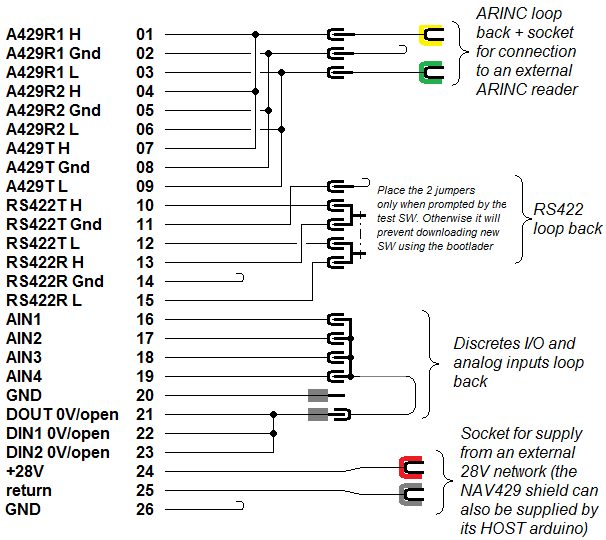 A429R1 H 01
A429R1 Gnd 02
A429R1 L 03
A429R2 H 04
A429R2 Gnd 05
A429R2 L 06
A429T H 07
A429T Gnd 08
A429T L 09
RS422T H 10
RS422T Gnd 11
RS422T L 12
RS422R H 13
RS422R Gnd 14
RS422R L 15
AIN1 16
AIN2 17
AIN3 18
AIN4 19
GND 20
DOUT 0V/open 21
DIN1 0V/open 22
DIN2 0V/open 23
+28V 24
return 25
GND 26
ARINC loop
back + socket
for connection
to an external
ARINC reader
Place the 2 jumpers
only when prompted by the
test SW. Otherwise it will
prevent downloading new
SW using the bootlader
RS422
loop back
Discretes I/O and
analog inputs loop
back
Socket for supply
from an external
28V network (the
NAV429 shield can
also be supplied by
its HOST arduino)